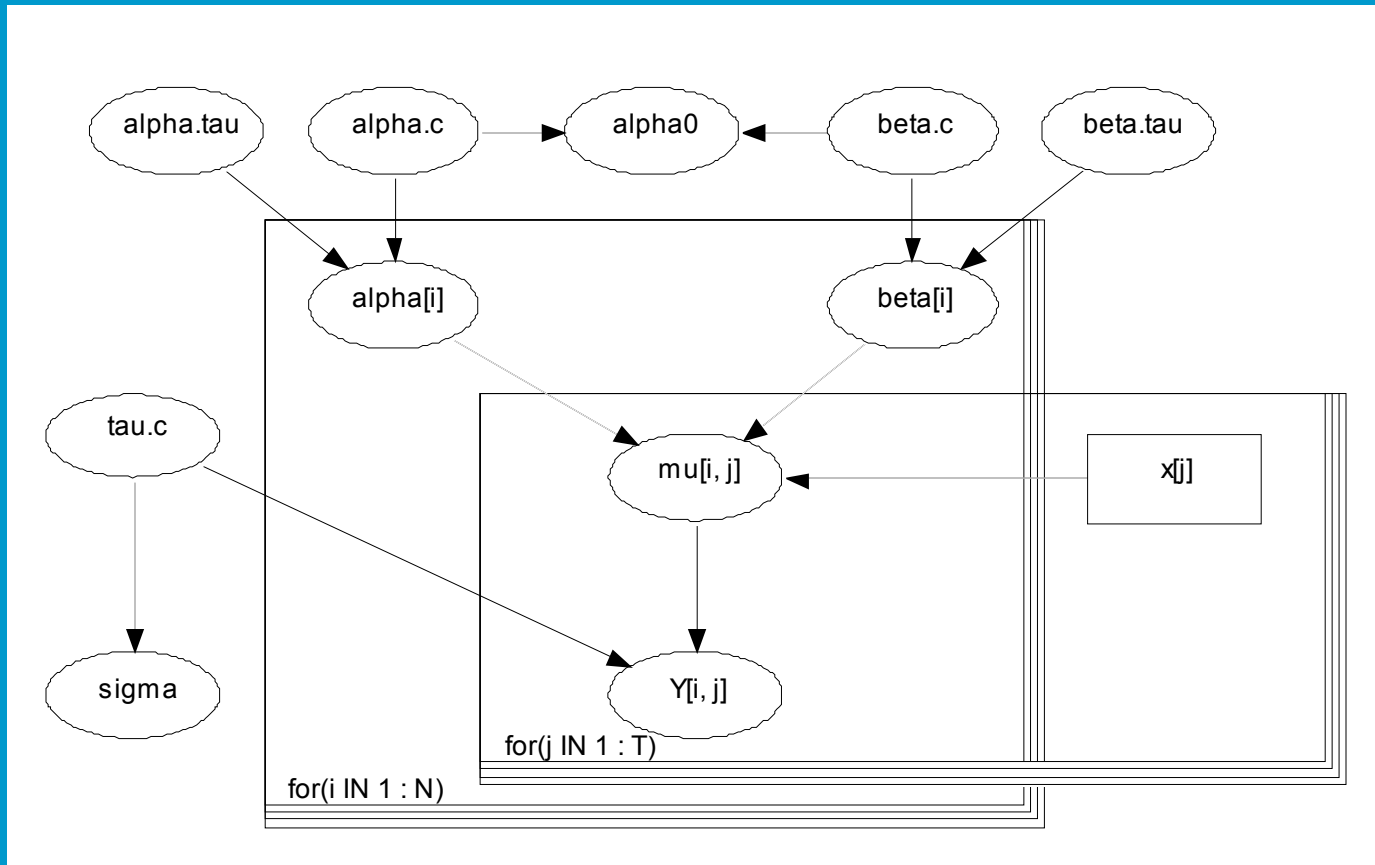 alpha.tau
alpha.c
alpha0
beta.c
beta.tau
alpha[i]
beta[i]
tau.c
mu[i, j]
x[j]
sigma
Y[i, j]
for(j IN 1 : T)
for(i IN 1 : N)